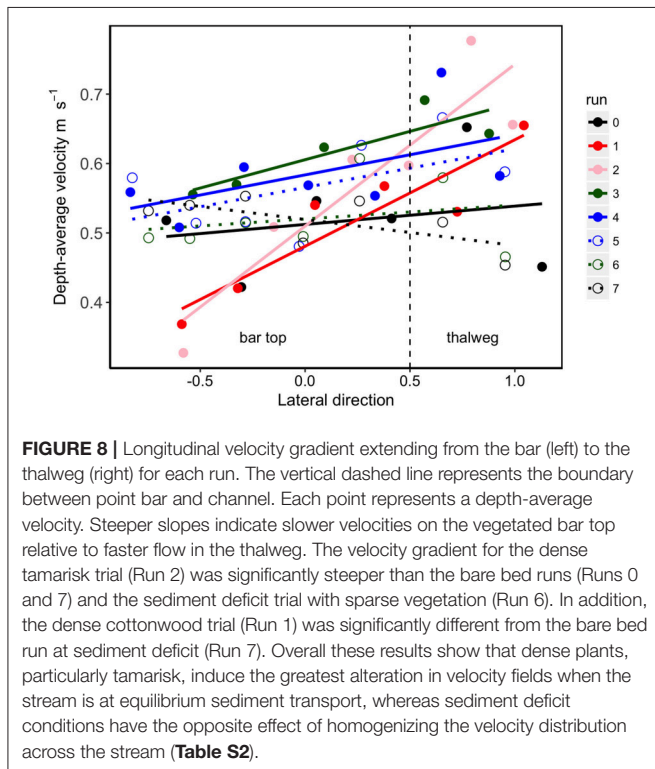 Depth-average velocity m s⁻¹
0.7
0.6
0.5
0.4
bar top
thalweg
-0.5
0.0
0.5
1.0
Lateral direction
run
0
1
2
3
4
5
6
7
FIGURE 8 | Longitudinal velocity gradient extending from the bar (left) to the
thalweg (right) for each run. The vertical dashed line represents the boundary
between point bar and channel. Each point represents a depth-average
velocity. Steeper slopes indicate slower velocities on the vegetated bar top
relative to faster flow in the thalweg. The velocity gradient for the dense
tamarisk trial (Run 2) was significantly steeper than the bare bed runs (Runs 0
and 7) and the sediment deficit trial with sparse vegetation (Run 6). In addition,
the dense cottonwood trial (Run 1) was significantly different from the bare bed
run at sediment deficit (Run 7). Overall these results show that dense plants,
particularly tamarisk, induce the greatest alteration in velocity fields when the
stream is at equilibrium sediment transport, whereas sediment deficit
conditions have the opposite effect of homogenizing the velocity distribution
across the stream (Table S2).